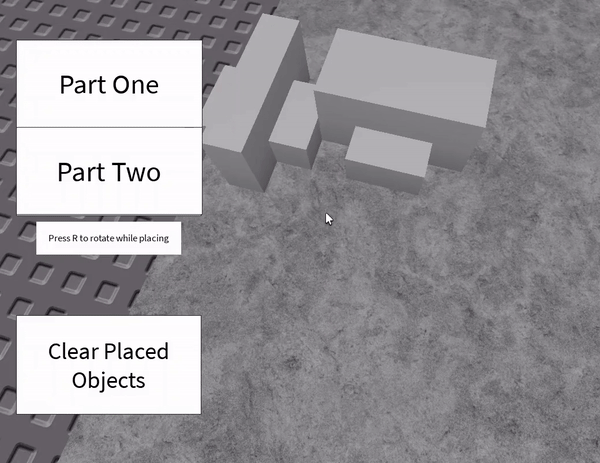 Part One
Part Two
Press R to rotate while placing
Clear Placed
Objects